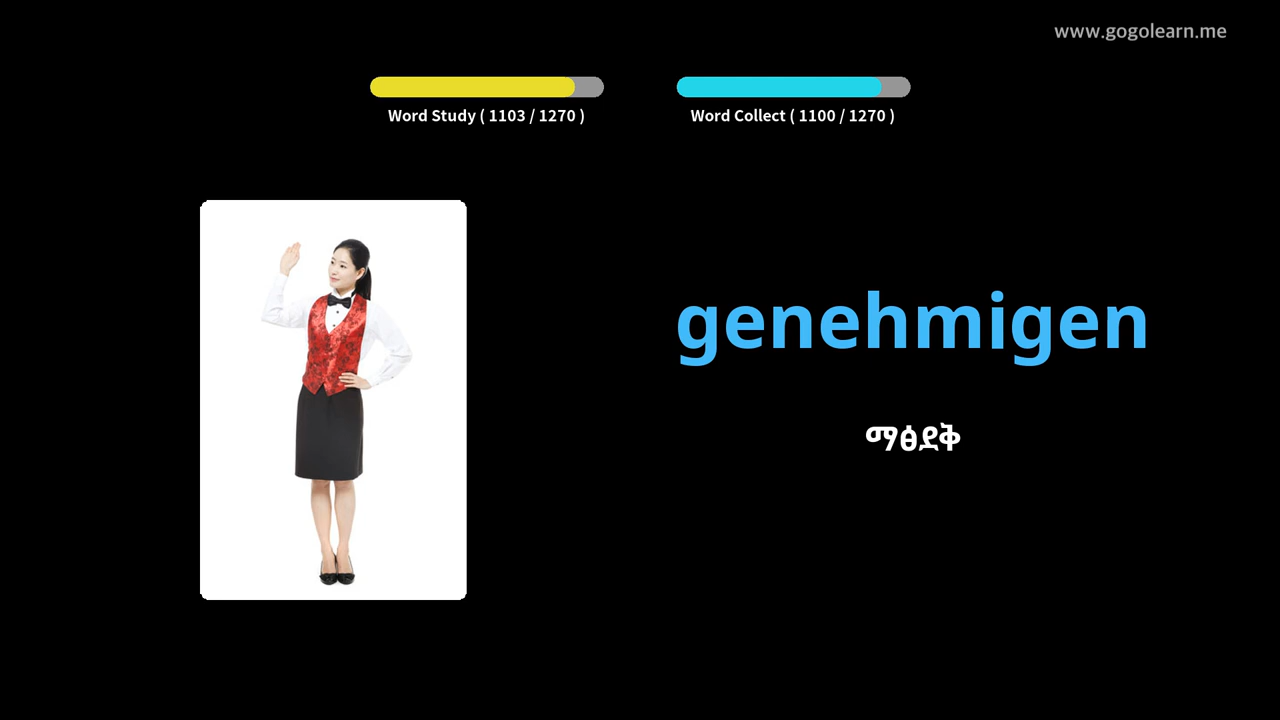 www.gogolearn.me
Word Study ( 1103 / 1270 )
Word Collect ( 1100 / 1270 )
genehmigen
ማፅደቅ